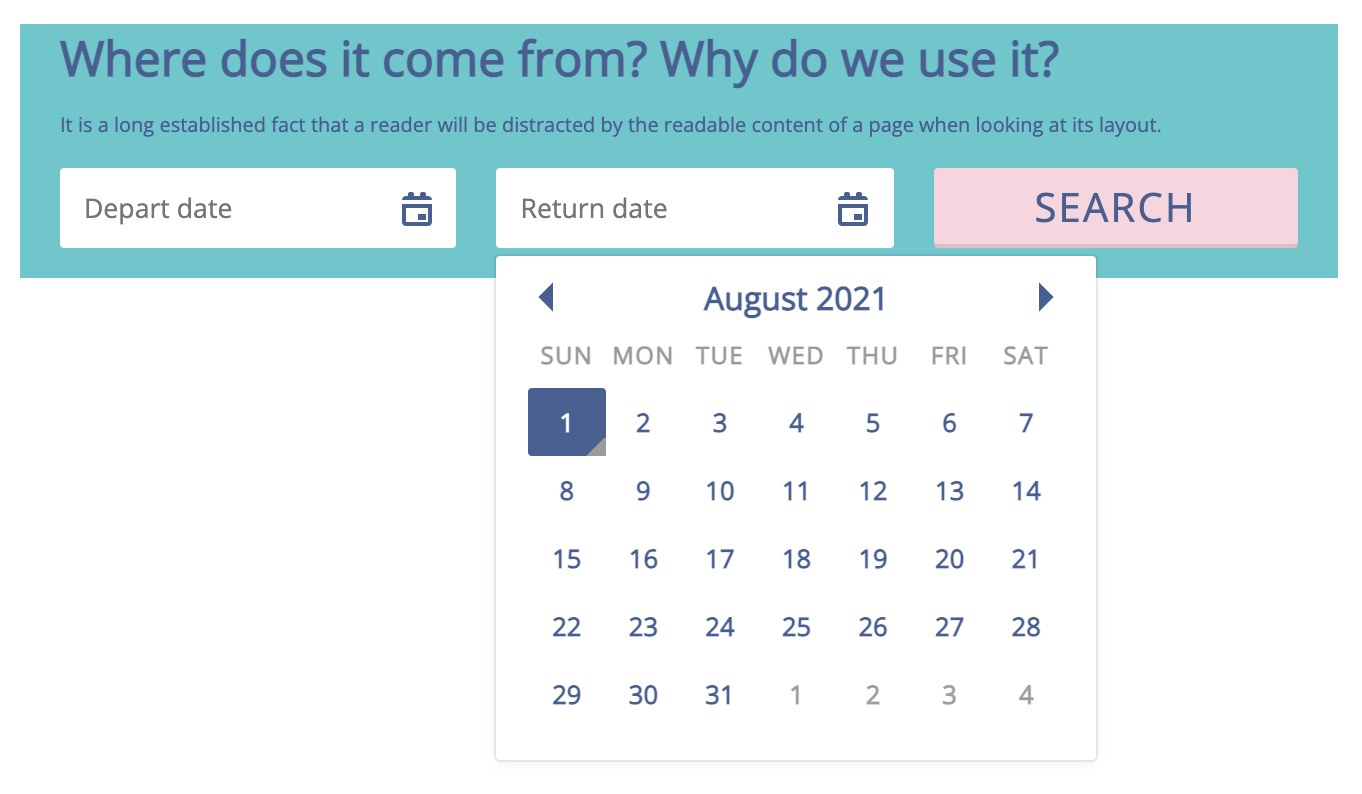 Where does it come from? Why do we use it?
It is a long established fact that a reader will be distracted by the readable content of a page when looking at its layout.
Depart date Return date SEARCH
August 2021
SUN MON TUE WED THU FRI SAT
1 2 3 4 5 6 7
8 9 10 11 12 13 14
15 16 17 18 19 20 21
22 23 24 25 26 27 28
29 30 31 1 2 3 4